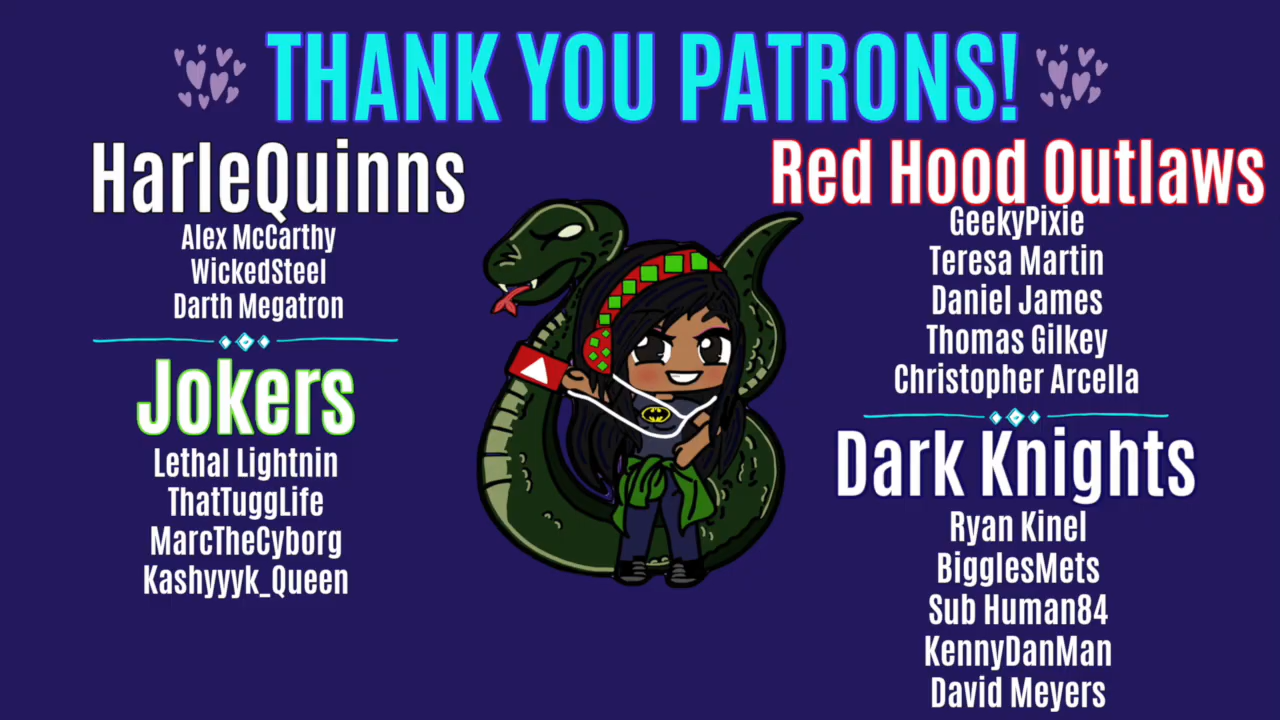 THANK YOU PATRONS!
HarleQuinns
Alex McCarthy
WickedSteel
Darth Megatron
Jokers
Lethal Lightnin
ThatTuggLife
MarcTheCyborg
Kashyyyk_Queen
Red Hood Outlaws
GeekyPixie
Teresa Martin
Daniel James
Thomas Gilkey
Christopher Arcella
Dark Knights
Ryan Kinel
BigglesMets
Sub Human84
KennyDanMan
David Meyers